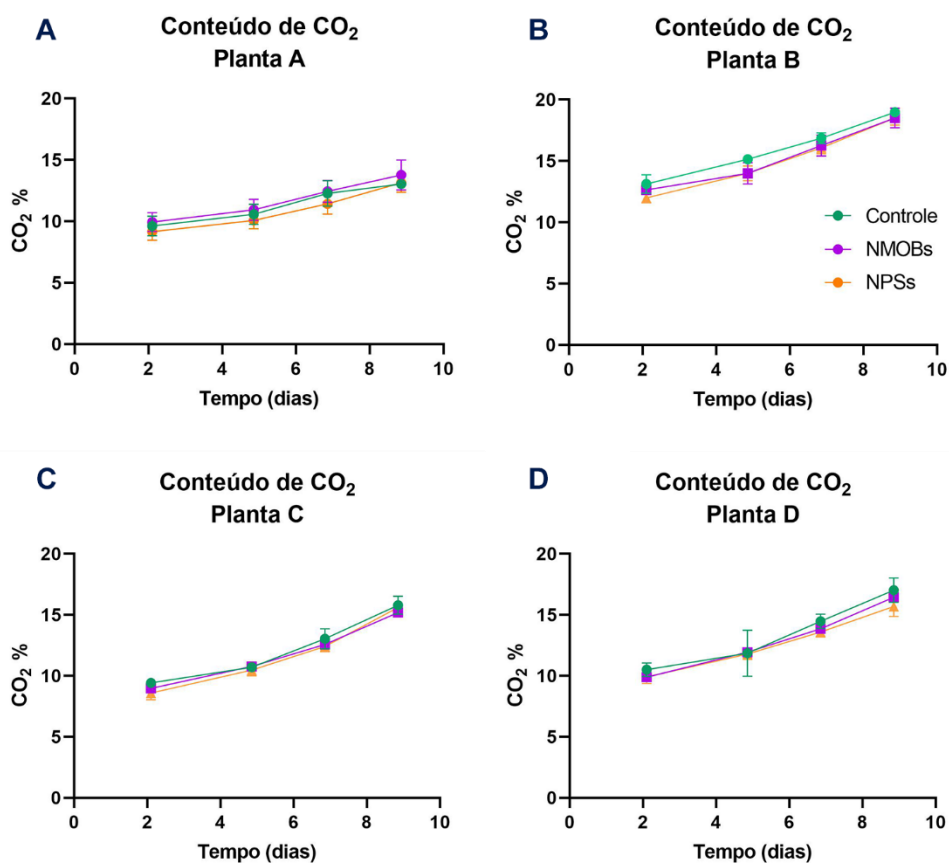 A
Conteúdo de CO₂
Planta A
CO₂ %
20
15
10
5
0
0 2 4 6 8 10
Tempo (dias)
B
Conteúdo de CO₂
Planta B
CO₂ %
20
15
10
5
0
Controle
NMOBs
NPSs
0 2 4 6 8 10
Tempo (dias)
C
Conteúdo de CO₂
Planta C
CO₂ %
20
15
10
5
0
0 2 4 6 8 10
Tempo (dias)
D
Conteúdo de CO₂
Planta D
CO₂ %
20
15
10
5
0
0 2 4 6 8 10
Tempo (dias)